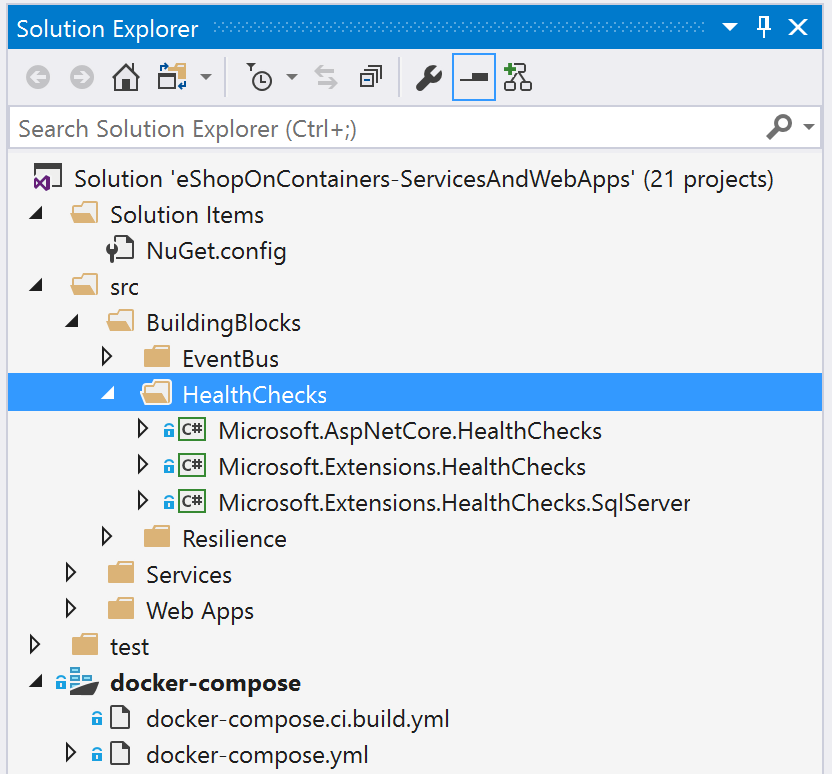 Solution Explorer
Search Solution Explorer (Ctrl+;)
Solution 'eShopOnContainers-ServicesAndWebApps' (21 projects)
Solution Items
NuGet.config
src
BuildingBlocks
EventBus
HealthChecks
C# Microsoft.AspNetCore.HealthChecks
C# Microsoft.Extensions.HealthChecks
C# Microsoft.Extensions.HealthChecks.SqlServer
Resilience
Services
Web Apps
test
docker-compose
docker-compose.ci.build.yml
docker-compose.yml